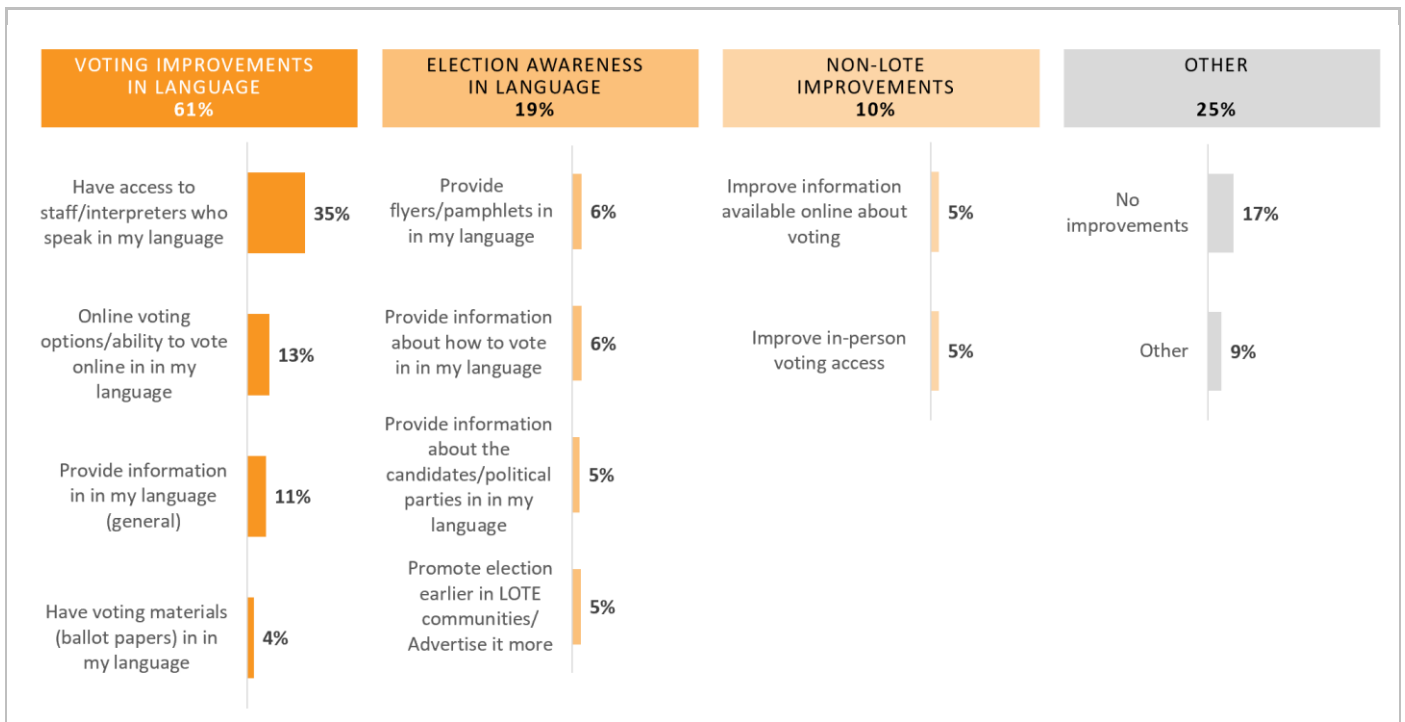 VOTING IMPROVEMENTS
IN LANGUAGE
61%
Have access to
staff/interpreters who
speak in my language
35%
Online voting
options/ability to vote
online in in my
language
13%
Provide information
in in my language
(general)
11%
Have voting materials
(ballot papers) in in
my language
4%
ELECTION AWARENESS
IN LANGUAGE
19%
Provide
flyers/pamphlets in
in my language
6%
Provide information
about how to vote
in in my language
6%
Provide information
about the
candidates/political
parties in in my
language
5%
Promote election
earlier in LOTE
communities/
Advertise it more
5%
NON-LOTE
IMPROVEMENTS
10%
Improve information
available online about
voting
5%
Improve in-person
voting access
5%
OTHER
25%
No
improvements
17%
Other
9%